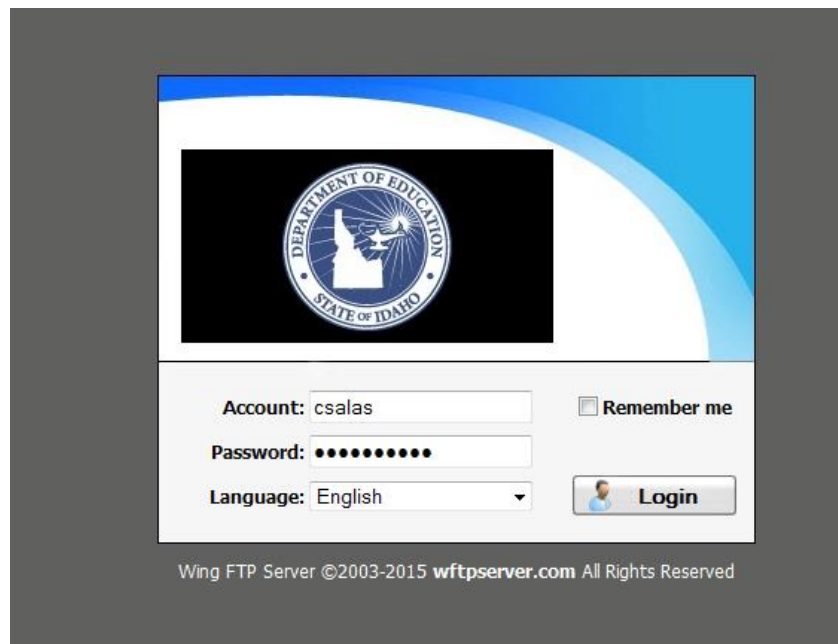 DEPARTMENT OF EDUCATION
STATE OF IDAHO
Account: csalas
Remember me
Password: ●●●●●●●●●●
Language: English
Login
Wing FTP Server ©2003-2015 wftpserver.com All Rights Reserved